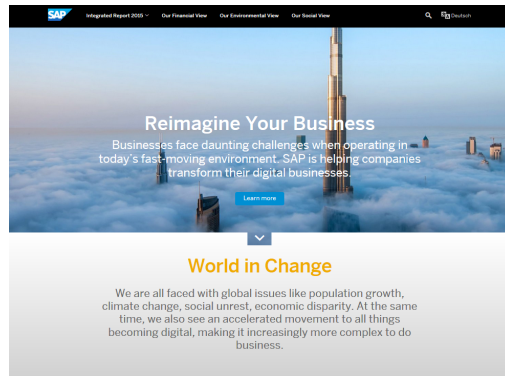 SAP Integrated Report 2015 Our Financial View Our Environmental View Our Social View Deutsch
Reimagine Your Business
Businesses face daunting challenges when operating in
today's fast-moving environment. SAP is helping companies
transform their digital businesses.
Learn more
World in Change
We are all faced with global issues like population growth,
climate change, social unrest, economic disparity. At the same
time, we also see an accelerated movement to all things
becoming digital, making it increasingly more complex to do
business.